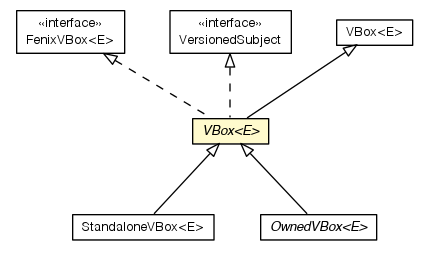 «interface»
FenixVBox<E>
«interface»
VersionedSubject
VBox<E>
VBox<E>
StandaloneVBox<E>
OwnedVBox<E>